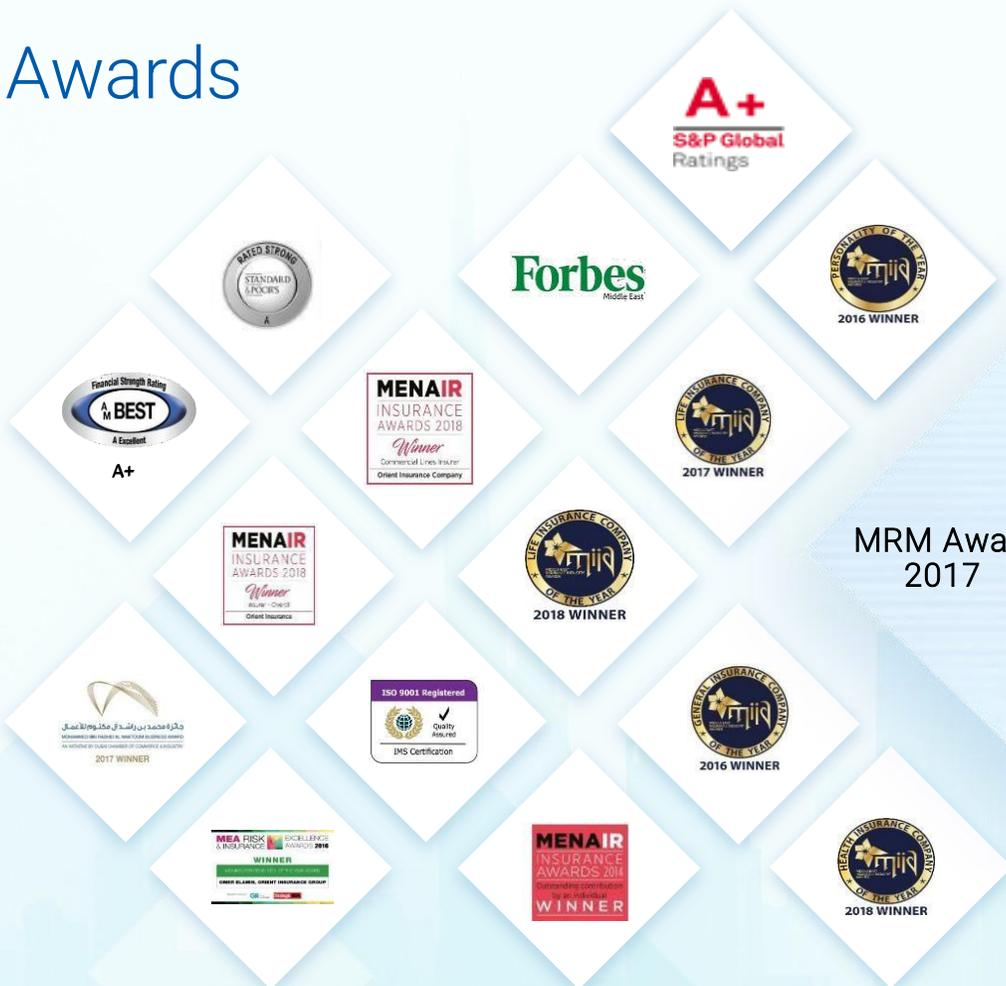 Awards
A+
S&P Global
Ratings
RATED STRONG
STANDARD
& POOR'S
A
Forbes
Middle East
PERSONALITY OF THE YEAR
miia
2016 WINNER
Financial Strength Rating
AM BEST
A Excellent
A+
MENAIR
INSURANCE
AWARDS 2018
Winner
Commercial Lines Insurer
Orient Insurance Company
LIFE INSURANCE COMPANY
miia
OF THE YEAR
2017 WINNER
MRM Awa
2017
MENAIR
INSURANCE
AWARDS 2018
Winner
Insurer - Overall
Orient Insurance
LIFE INSURANCE COMPANY
miia
OF THE YEAR
2018 WINNER
جائزة محمد بن راشد آل مكتوم للأعمال
MOHAMMED BIN RASHID AL MAKTOUM BUSINESS AWARD
AN INITIATIVE BY DUBAI CHAMBER OF COMMERCE & INDUSTRY
2017 WINNER
ISO 9001 Registered
Quality
Assured
IMS Certification
GENERAL INSURANCE COMPANY
miia
OF THE YEAR
2016 WINNER
MEA RISK
& INSURANCE
EXCELLENCE
AWARDS 2016
WINNER
OMER ELAMIN, ORIENT INSURANCE GROUP
MENAIR
INSURANCE
AWARDS 2014
Outstanding contribution
by an individual
WINNER
HEALTH INSURANCE COMPANY
miia
OF THE YEAR
2018 WINNER